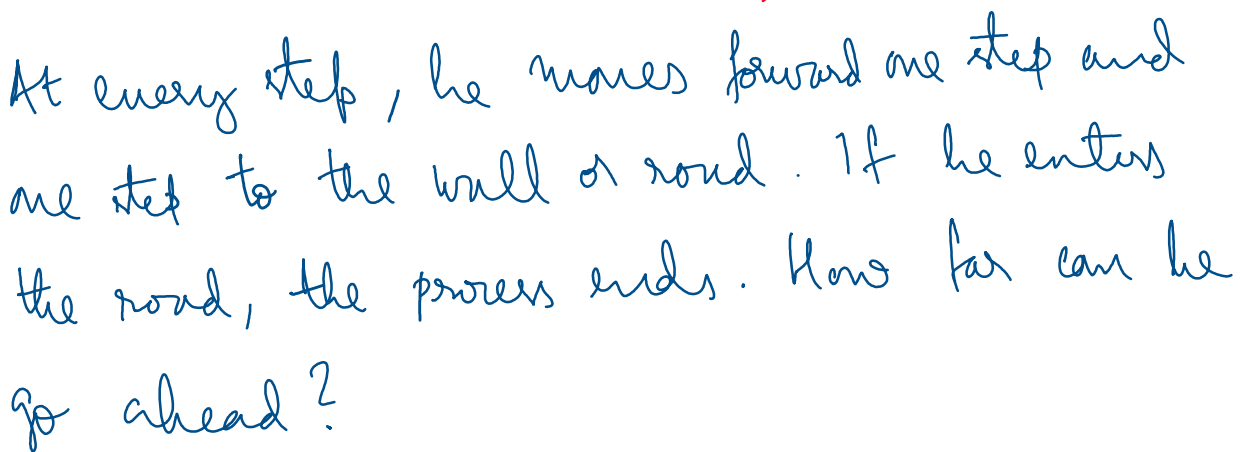 At every step, he moves forward one step and
one step to the wall or road. If he enters
the road, the process ends. How far can he
go ahead?